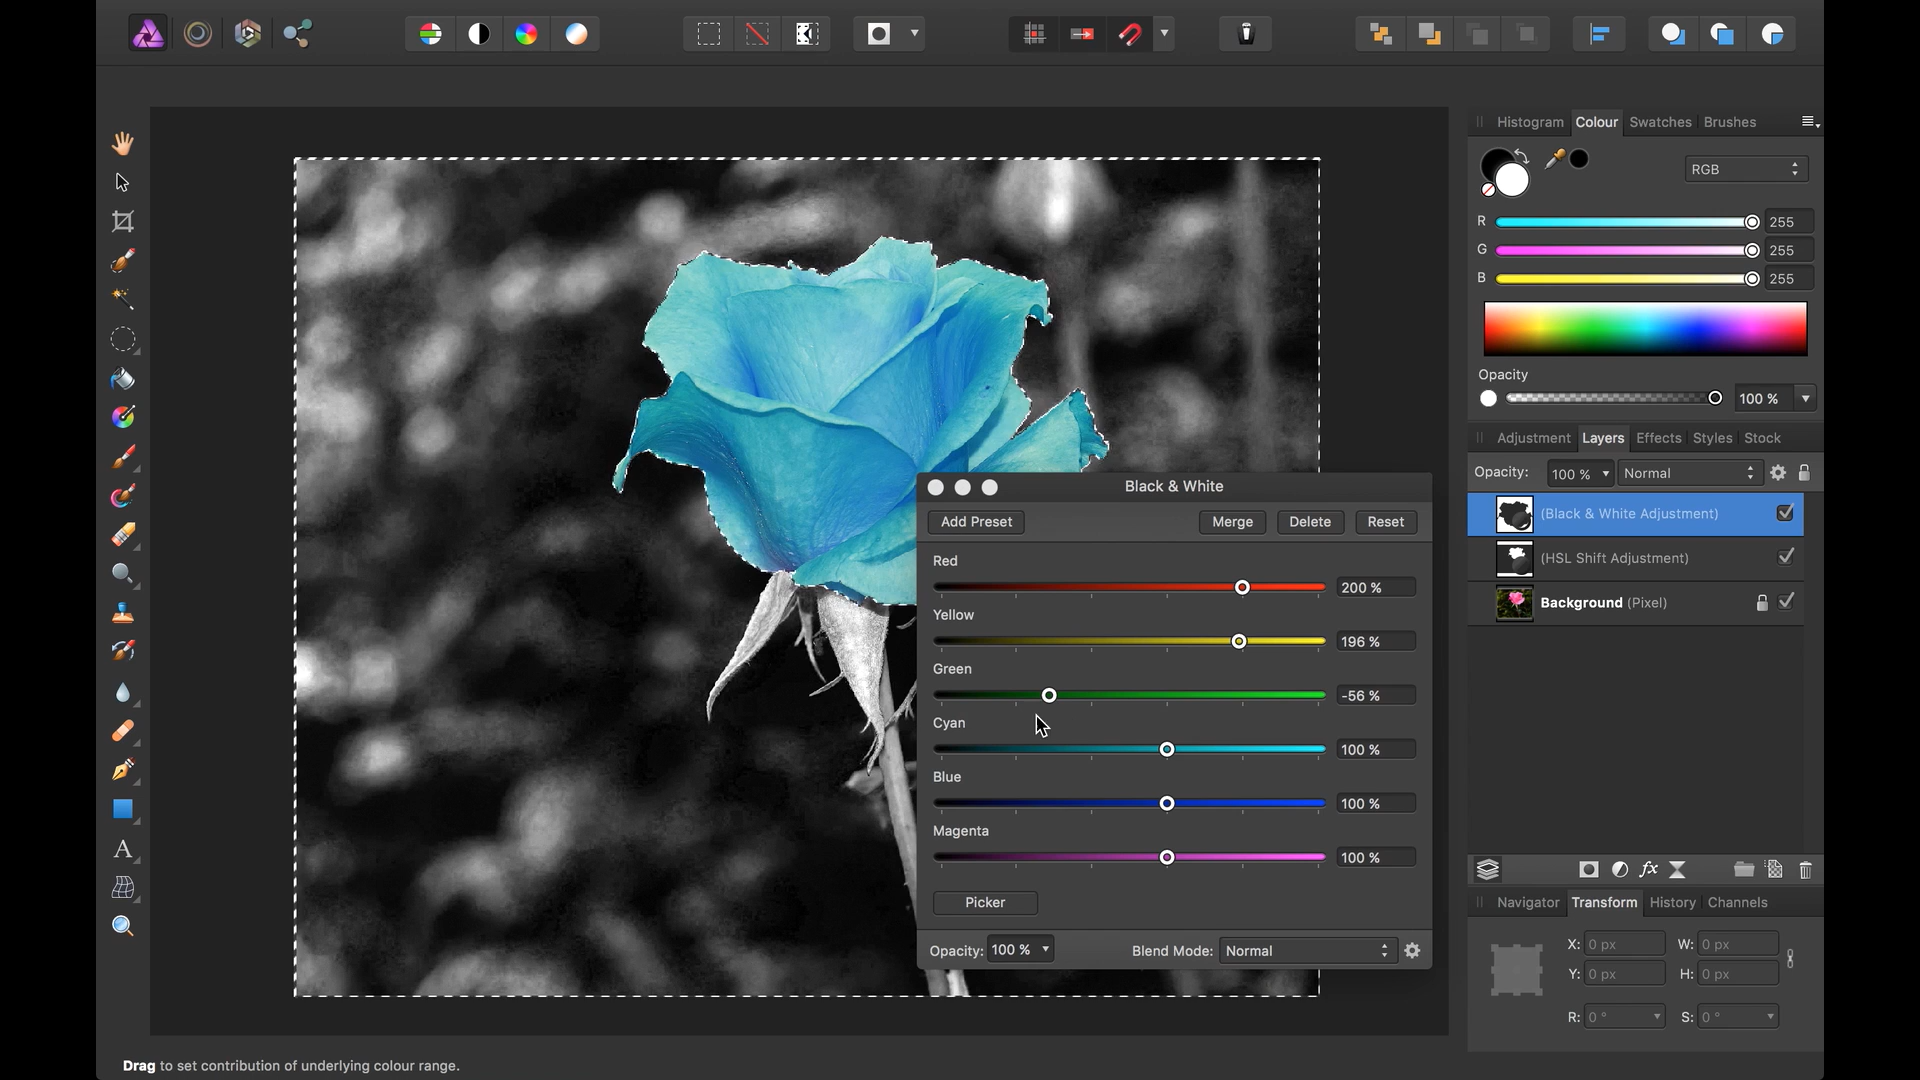 Histogram Colour Swatches Brushes
RGB
R 255
G 255
B 255
Opacity
100 %
Adjustment Layers Effects Styles Stock
Opacity: 100 % Normal
(Black & White Adjustment)
(HSL Shift Adjustment)
Background (Pixel)
fx
Navigator Transform History Channels
X: 0 px W: 0 px
Y: 0 px H: 0 px
R: 0 ° S: 0 °
Black & White
Add Preset Merge Delete Reset
Red
200 %
Yellow
196 %
Green
-56 %
Cyan
100 %
Blue
100 %
Magenta
100 %
Picker
Opacity: 100 % Blend Mode: Normal
A
Drag to set contribution of underlying colour range.